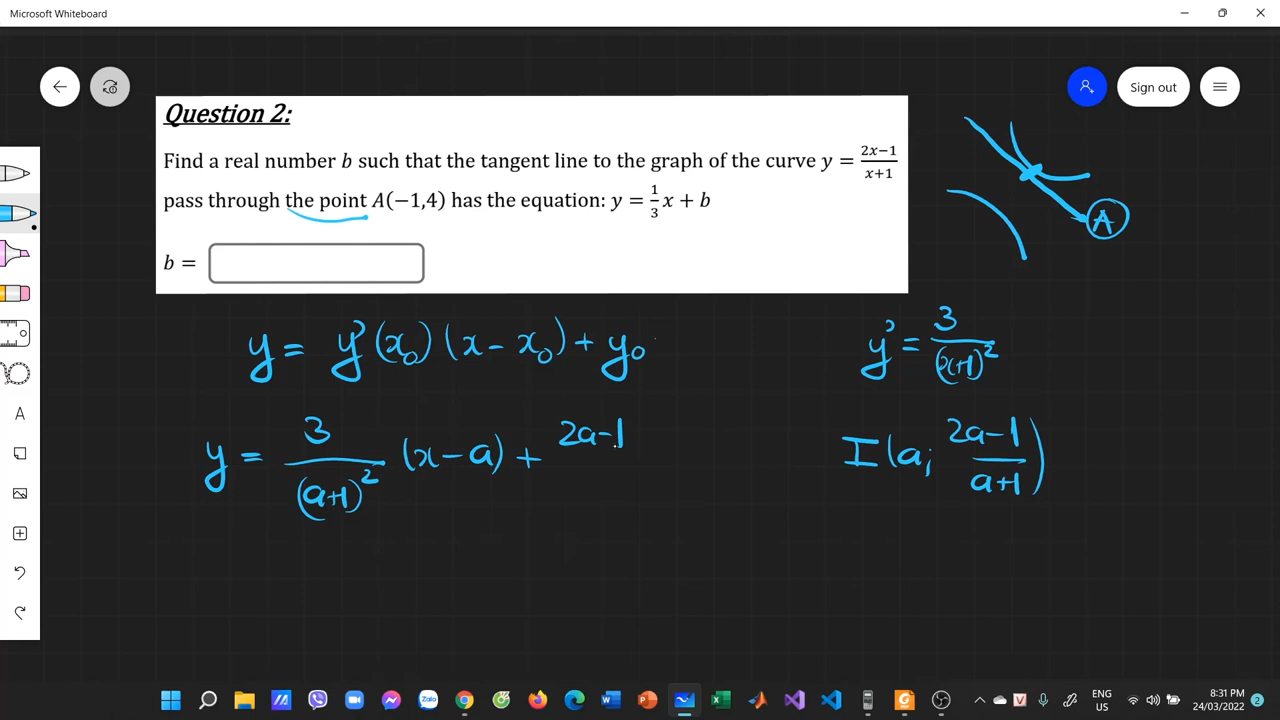 Microsoft Whiteboard
Sign out
Question 2:
Find a real number b such that the tangent line to the graph of the curve y = (2x−1)/(x+1)
pass through the point A(−1,4) has the equation: y = 1/3 x + b
b =
A
y = y'(x₀)(x − x₀) + y₀
y' = 3/(x+1)²
y = 3/(a+1)² (x − a) + 2a−1
I(a; (2a−1)/(a+1))
A
Zalo
ENG
US
8:31 PM
24/03/2022
2